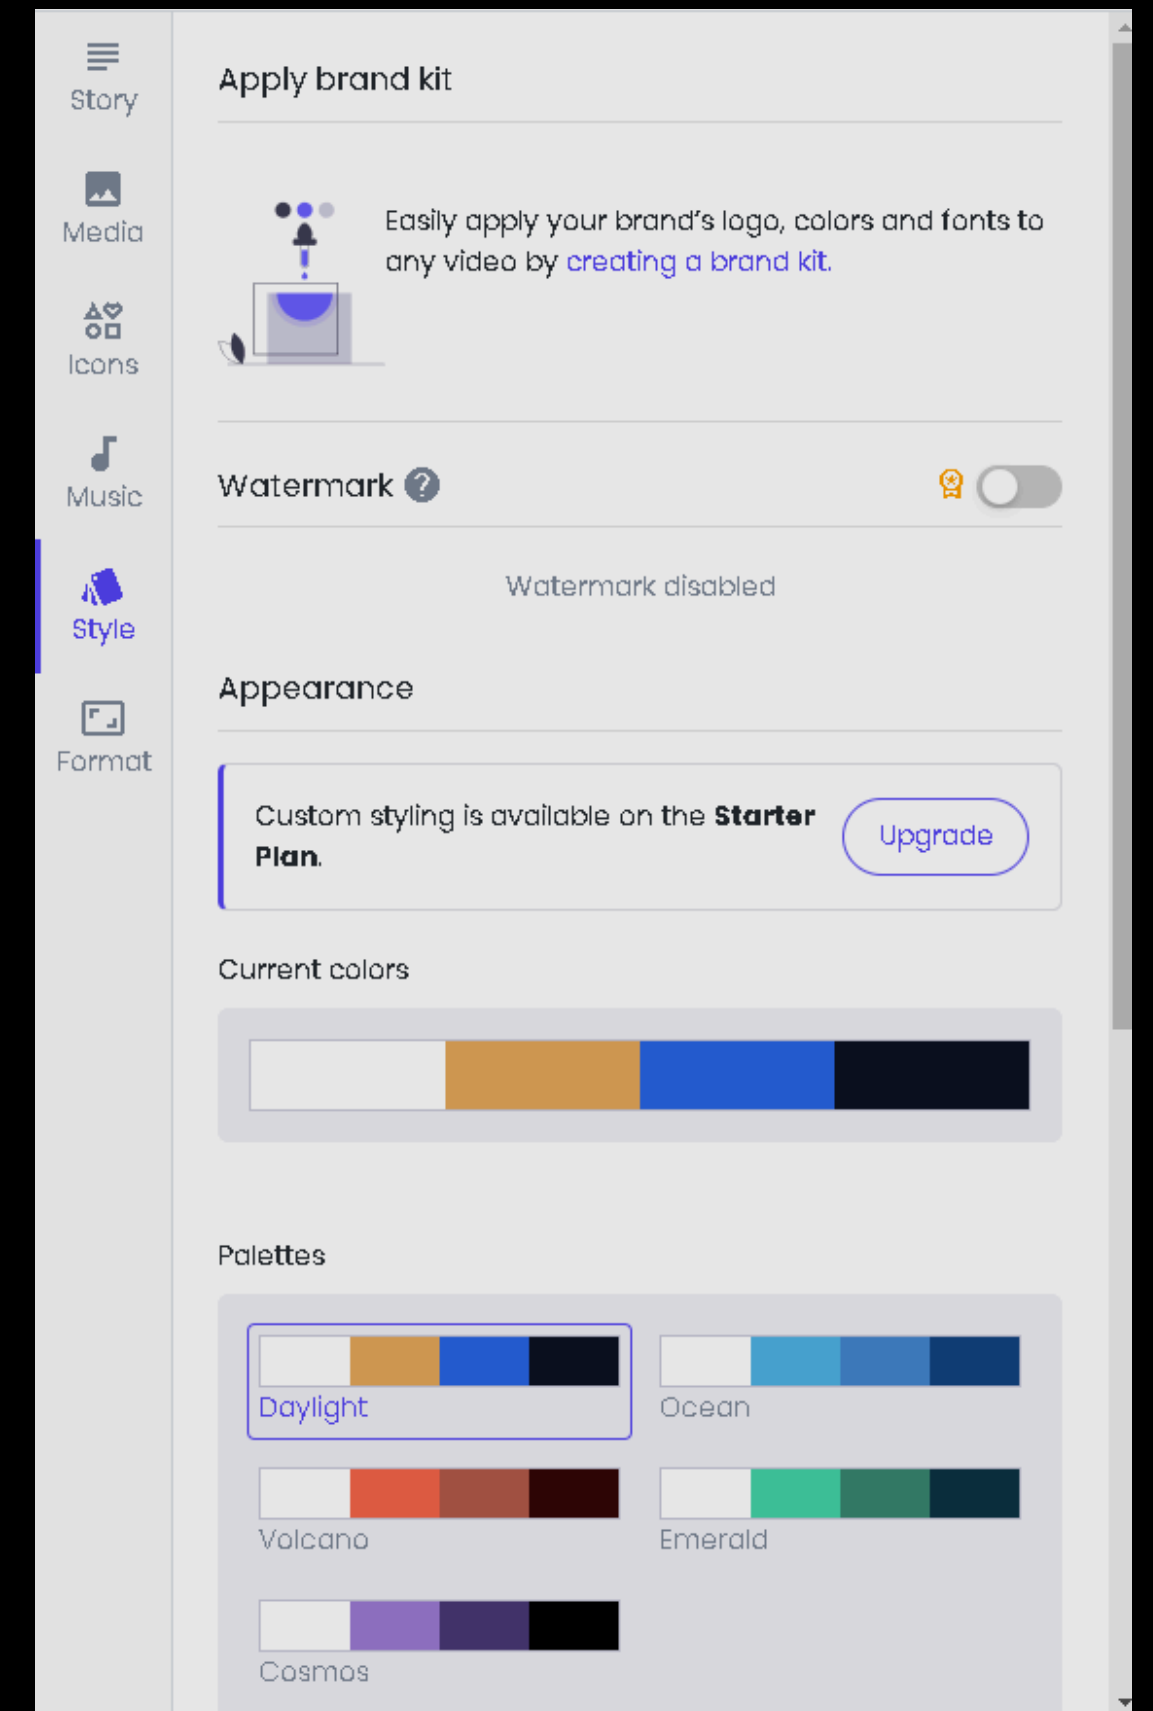 Story
Media
Icons
Music
Style
Format
Apply brand kit
Easily apply your brand's logo, colors and fonts to
any video by creating a brand kit.
Watermark ?
Watermark disabled
Appearance
Custom styling is available on the Starter
Plan.
Upgrade
Current colors
Palettes
Daylight
Ocean
Volcano
Emerald
Cosmos